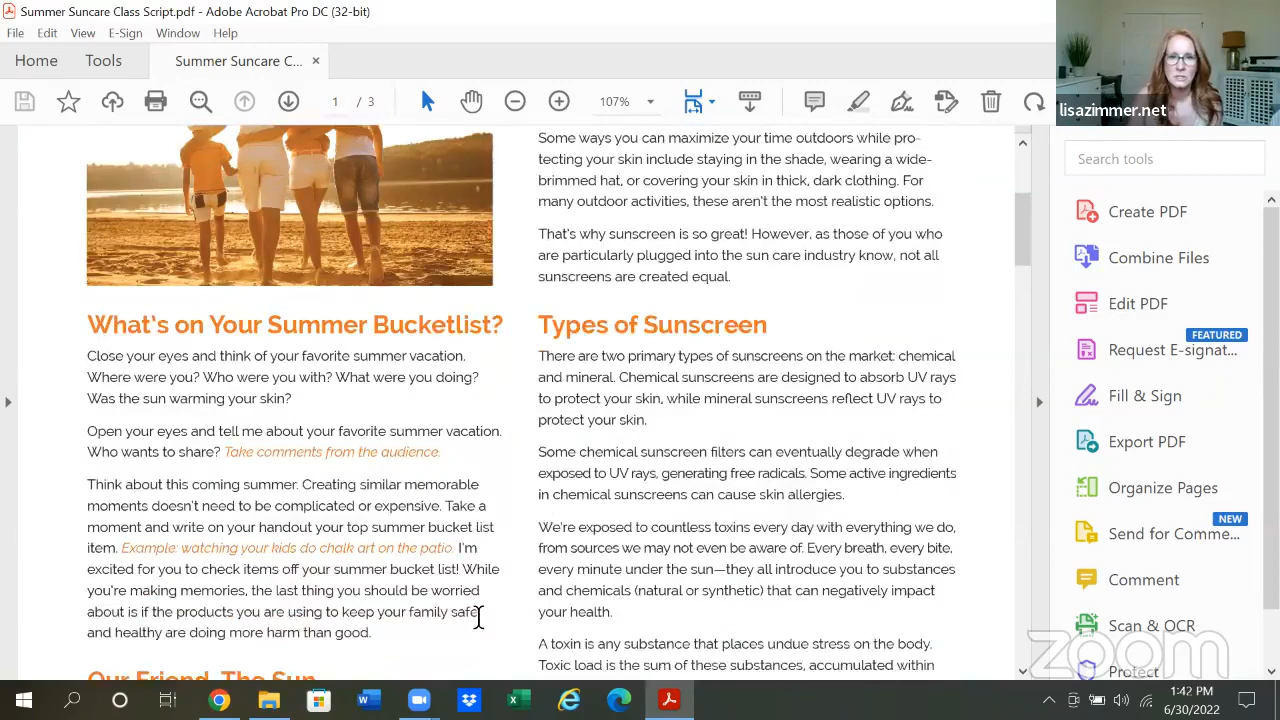 Summer Suncare Class Script.pdf - Adobe Acrobat Pro DC (32-bit)
File Edit View E-Sign Window Help
Home Tools Summer Suncare C... ×
1 / 3 107%
lisazimmer.net
What's on Your Summer Bucketlist?
Close your eyes and think of your favorite summer vacation.
Where were you? Who were you with? What were you doing?
Was the sun warming your skin?
Open your eyes and tell me about your favorite summer vacation.
Who wants to share? Take comments from the audience.
Think about this coming summer. Creating similar memorable
moments doesn't need to be complicated or expensive. Take a
moment and write on your handout your top summer bucket list
item. Example: watching your kids do chalk art on the patio. I'm
excited for you to check items off your summer bucket list! While
you're making memories, the last thing you should be worried
about is if the products you are using to keep your family safe
and healthy are doing more harm than good.
Our Friend, The Sun
Some ways you can maximize your time outdoors while pro-
tecting your skin include staying in the shade, wearing a wide-
brimmed hat, or covering your skin in thick, dark clothing. For
many outdoor activities, these aren't the most realistic options.
That's why sunscreen is so great! However, as those of you who
are particularly plugged into the sun care industry know, not all
sunscreens are created equal.
Types of Sunscreen
There are two primary types of sunscreens on the market: chemical
and mineral. Chemical sunscreens are designed to absorb UV rays
to protect your skin, while mineral sunscreens reflect UV rays to
protect your skin.
Some chemical sunscreen filters can eventually degrade when
exposed to UV rays, generating free radicals. Some active ingredients
in chemical sunscreens can cause skin allergies.
We're exposed to countless toxins every day with everything we do,
from sources we may not even be aware of. Every breath, every bite,
every minute under the sun—they all introduce you to substances
and chemicals (natural or synthetic) that can negatively impact
your health.
A toxin is any substance that places undue stress on the body.
Toxic load is the sum of these substances, accumulated within
Search tools
Create PDF
Combine Files
Edit PDF
FEATURED
Request E-signat...
Fill & Sign
Export PDF
Organize Pages
NEW
Send for Comme...
Comment
Scan & OCR
Protect
zoom
1:42 PM
6/30/2022